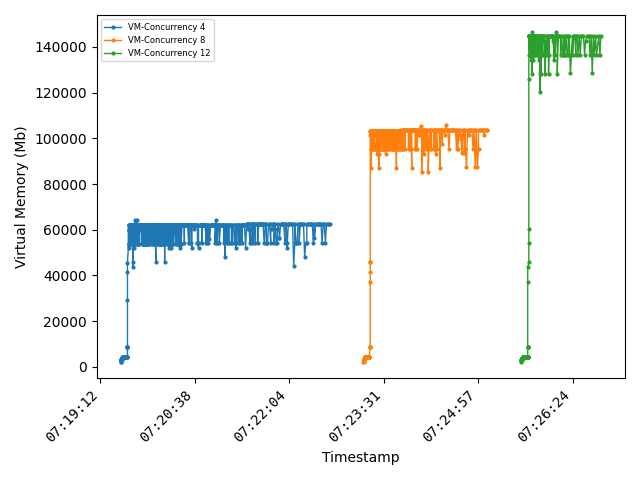 VM-Concurrency 4
VM-Concurrency 8
VM-Concurrency 12
140000
120000
100000
80000
60000
40000
20000
0
Virtual Memory (Mb)
07:19:12
07:20:38
07:22:04
07:23:31
07:24:57
07:26:24
Timestamp